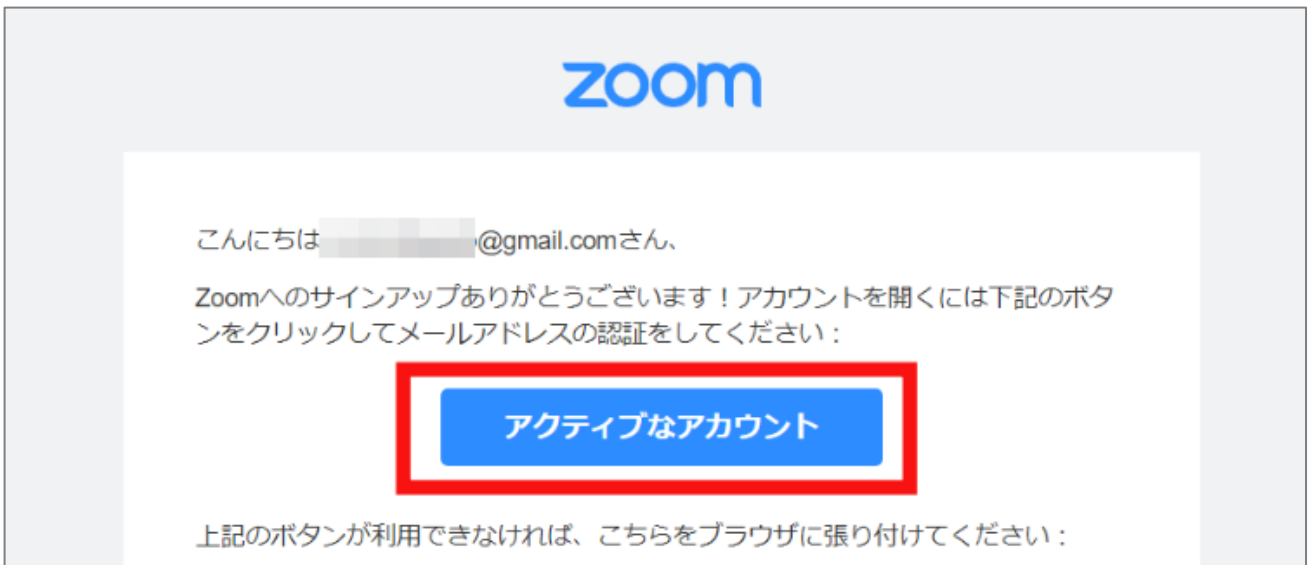 zoom
こんにちは@gmail.comさん、
Zoomへのサインアップありがとうございます！アカウントを開くには下記のボタ
ンをクリックしてメールアドレスの認証をしてください：
アクティブなアカウント
上記のボタンが利用できなければ、こちらをブラウザに張り付けてください：